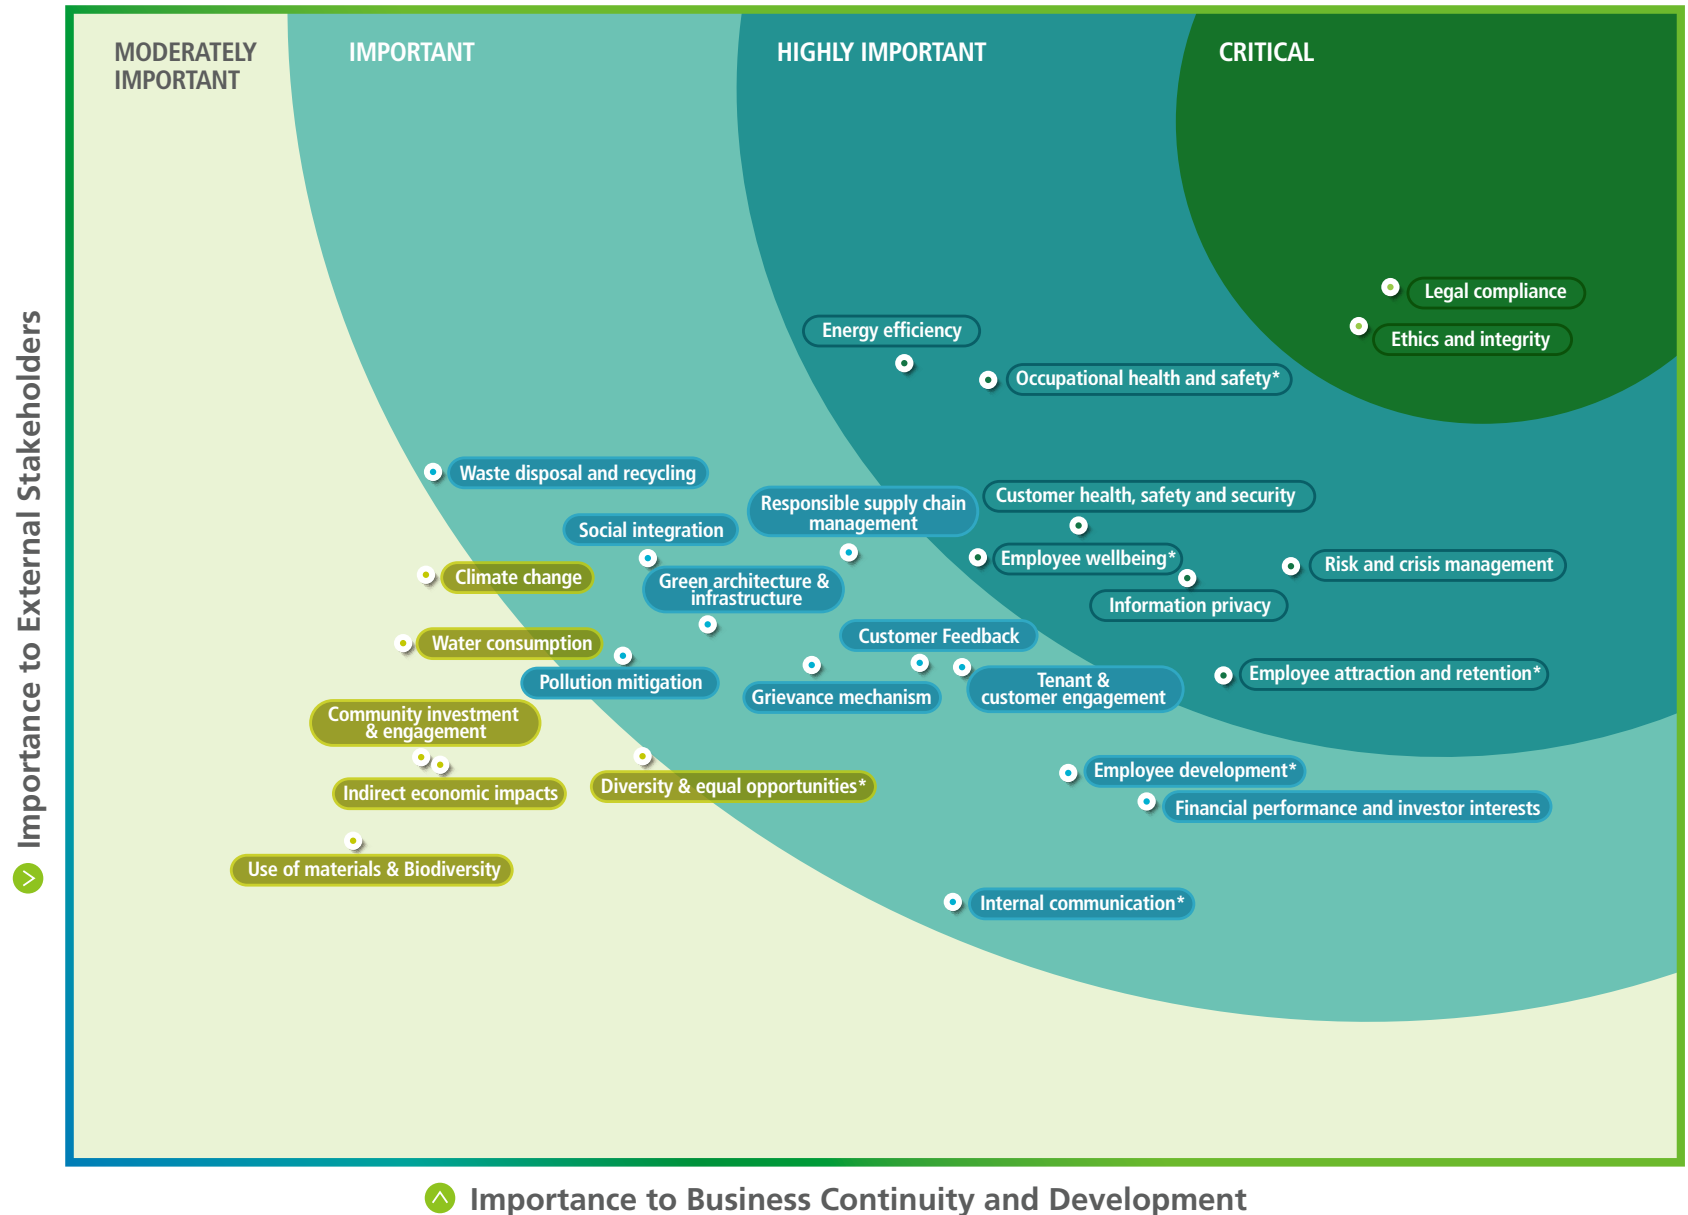 MODERATELY
IMPORTANT
IMPORTANT
HIGHLY IMPORTANT
CRITICAL
Legal compliance
Ethics and integrity
Energy efficiency
Occupational health and safety*
Waste disposal and recycling
Responsible supply chain
management
Customer health, safety and security
Social integration
Employee wellbeing*
Risk and crisis management
Climate change
Green architecture &
infrastructure
Information privacy
Water consumption
Customer Feedback
Pollution mitigation
Grievance mechanism
Tenant &
customer engagement
Employee attraction and retention*
Community investment
& engagement
Indirect economic impacts
Diversity & equal opportunities*
Employee development*
Financial performance and investor interests
Use of materials & Biodiversity
Internal communication*
Importance to External Stakeholders
Importance to Business Continuity and Development